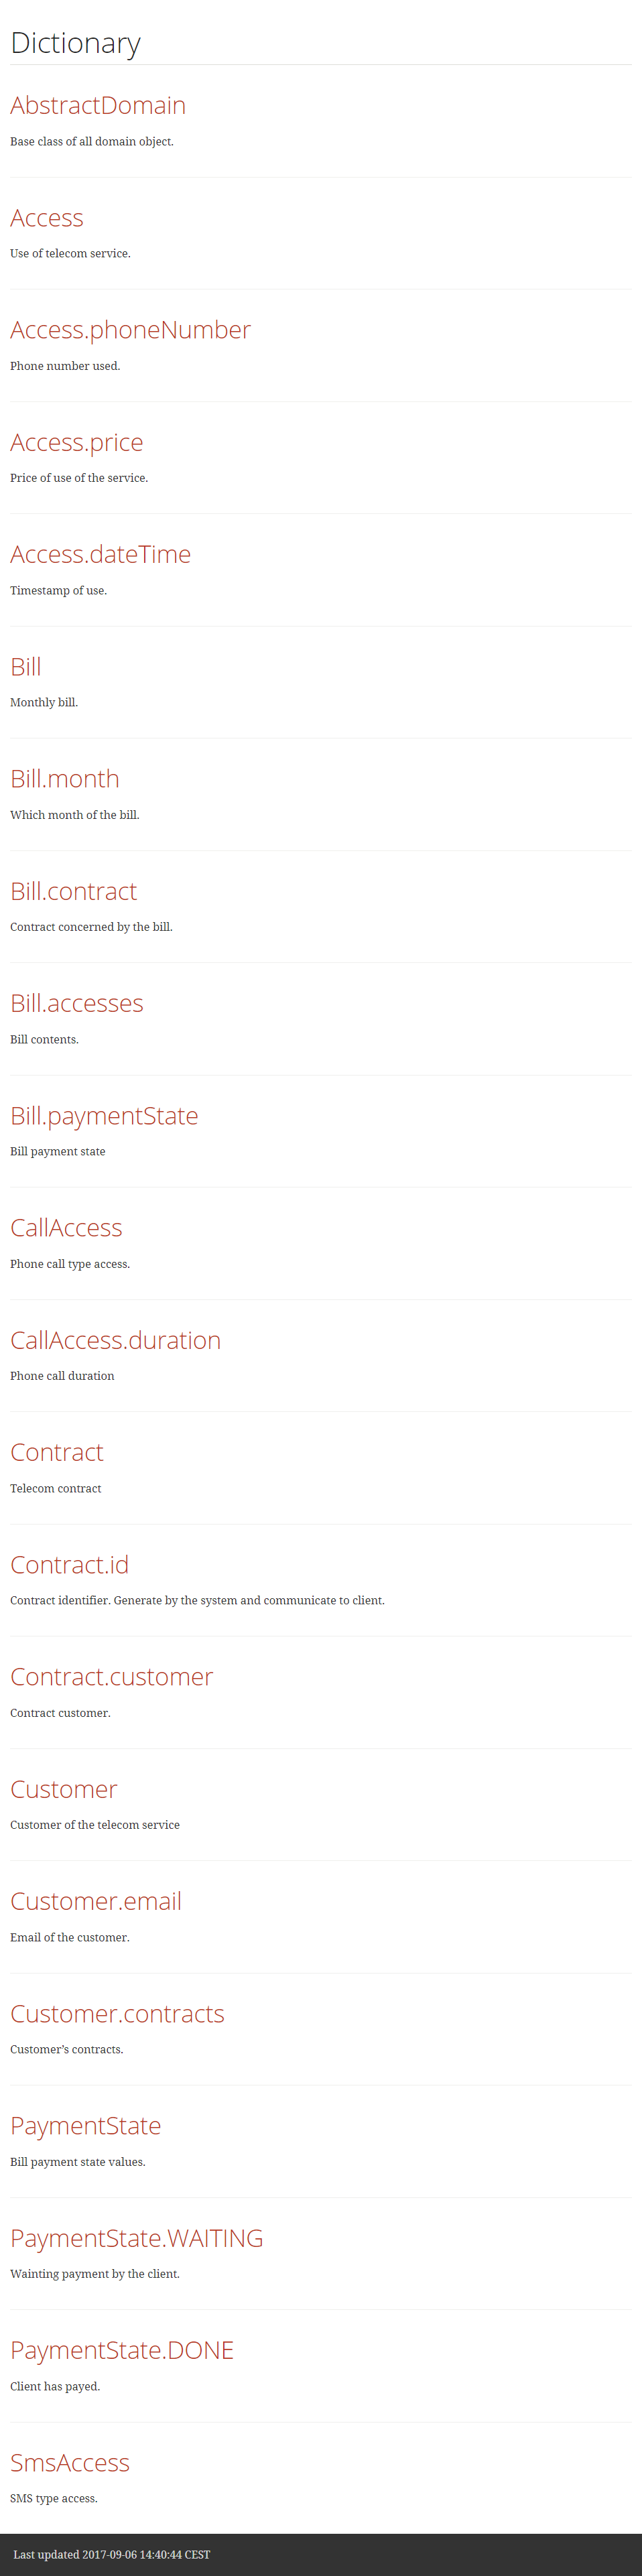 Dictionary
AbstractDomain
Base class of all domain object.
Access
Use of telecom service.
Access.phoneNumber
Phone number used.
Access.price
Price of use of the service.
Access.dateTime
Timestamp of use.
Bill
Monthly bill.
Bill.month
Which month of the bill.
Bill.contract
Contract concerned by the bill.
Bill.accesses
Bill contents.
Bill.paymentState
Bill payment state
CallAccess
Phone call type access.
CallAccess.duration
Phone call duration
Contract
Telecom contract
Contract.id
Contract identifier. Generate by the system and communicate to client.
Contract.customer
Contract customer.
Customer
Customer of the telecom service
Customer.email
Email of the customer.
Customer.contracts
Customer’s contracts.
PaymentState
Bill payment state values.
PaymentState.WAITING
Wainting payment by the client.
PaymentState.DONE
Client has payed.
SmsAccess
SMS type access.
Last updated 2017-09-06 14:40:44 CEST